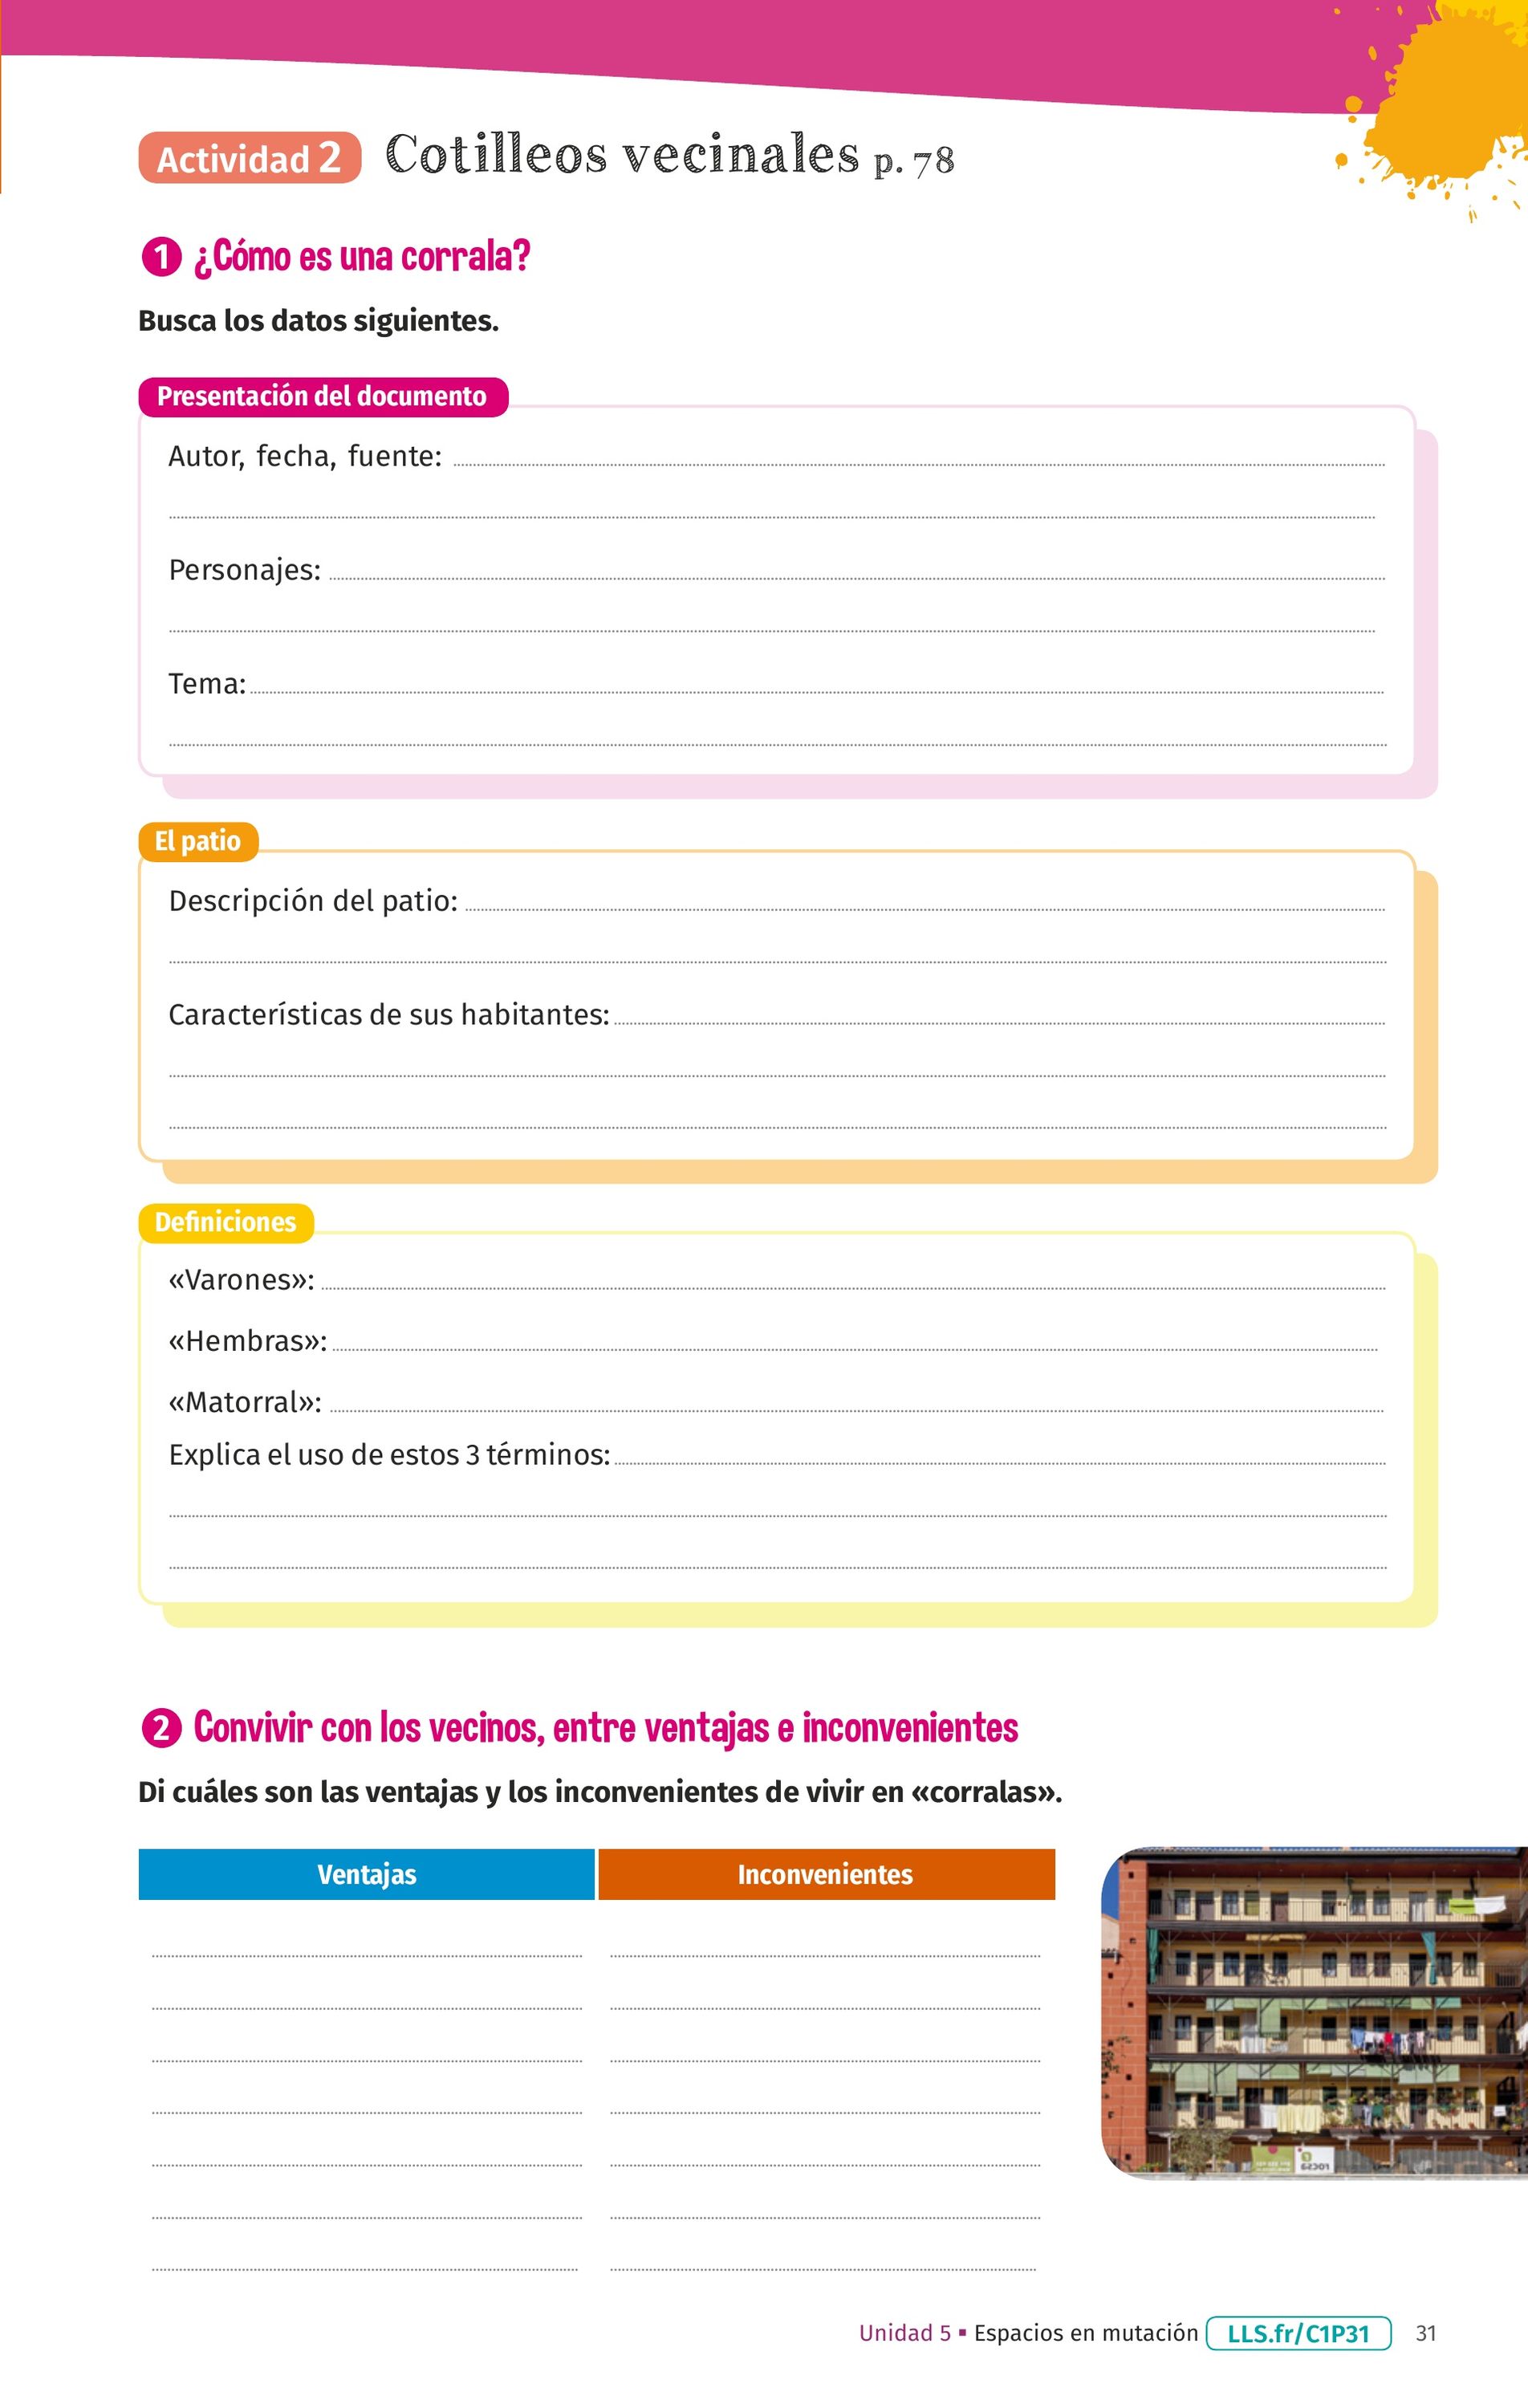 Actividad 2 Cotilleos vecinales p. 78
1 ¿Cómo es una corrala?
Busca los datos siguientes.
Presentación del documento
Autor, fecha, fuente:
Personajes:
Tema:
El patio
Descripción del patio:
Características de sus habitantes:
Definiciones
«Varones»:
«Hembras»:
«Matorral»:
Explica el uso de estos 3 términos:
2 Convivir con los vecinos, entre ventajas e inconvenientes
Di cuáles son las ventajas y los inconvenientes de vivir en «corralas».
Ventajas Inconvenientes
Unidad 5 ▪ Espacios en mutación LLS.fr/C1P31 31